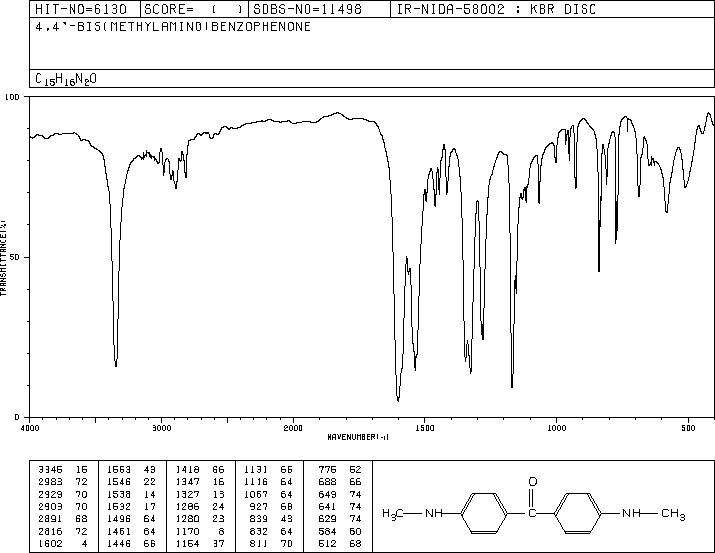 HIT-NO=6130 SCORE= ( ) SDBS-NO=11498 IR-NIDA-58002 : KBR DISC
4,4'-BIS(METHYLAMINO)BENZOPHENONE
C15H16N2O
100
50
0
TRANSMITTANCE(%)
4000 3000 2000 1500 1000 500
WAVENUMBER(-1)
3345 15 1553 43 1418 66 1131 65 775 52
2983 72 1546 22 1347 16 1116 64 688 66
2929 70 1538 14 1327 13 1067 64 649 74
2903 70 1532 17 1286 24 927 68 641 74
2891 68 1496 64 1280 23 839 43 629 74
2816 72 1461 64 1170 8 832 64 584 60
1602 4 1446 66 1154 37 811 70 512 68
O
H3C NH C NH CH3